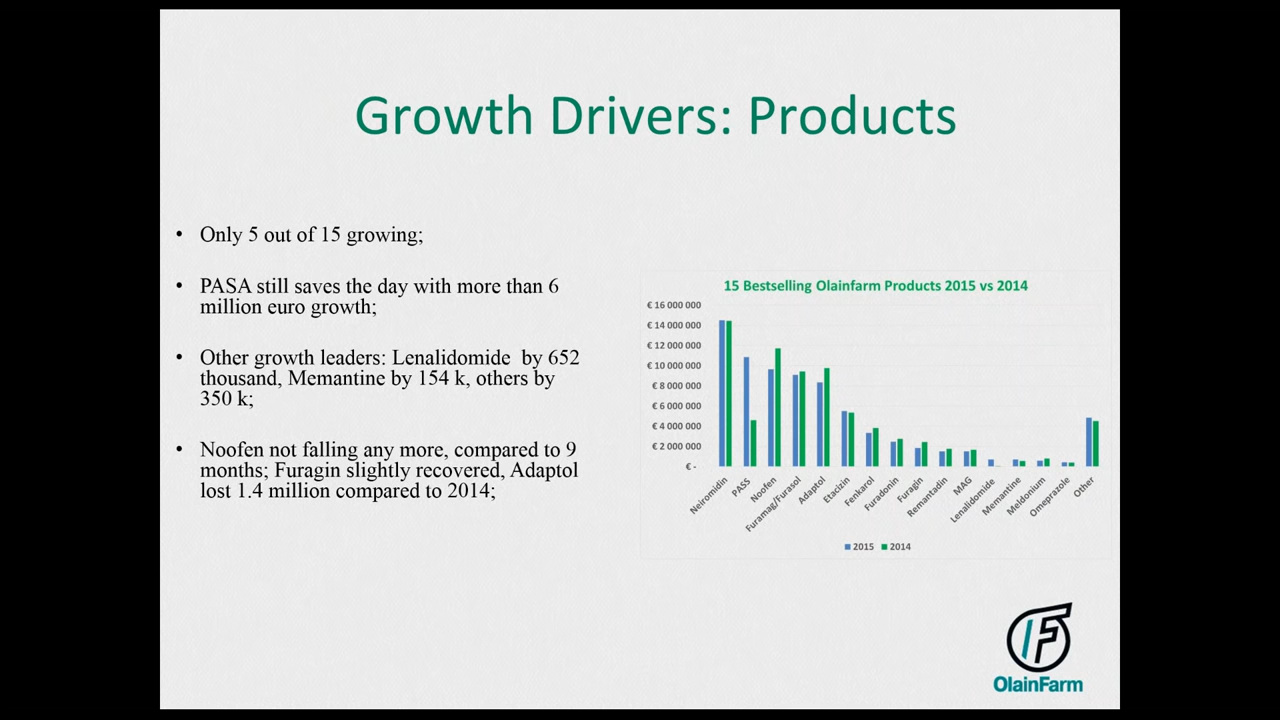 Growth Drivers: Products
• Only 5 out of 15 growing;
• PASA still saves the day with more than 6
million euro growth;
• Other growth leaders: Lenalidomide  by 652
thousand, Memantine by 154 k, others by
350 k;
• Noofen not falling any more, compared to 9
months; Furagin slightly recovered, Adaptol
lost 1.4 million compared to 2014;
15 Bestselling Olainfarm Products 2015 vs 2014
€ 16 000 000
€ 14 000 000
€ 12 000 000
€ 10 000 000
€ 8 000 000
€ 6 000 000
€ 4 000 000
€ 2 000 000
€ -
Neiromidin
PASS
Noofen
Furamag/Furasol
Adaptol
Etacizin
Fenkarol
Furadonin
Furagin
Remantadin
MAG
Lenalidomide
Memantine
Meldonium
Omeprazole
Other
2015 2014
OlainFarm